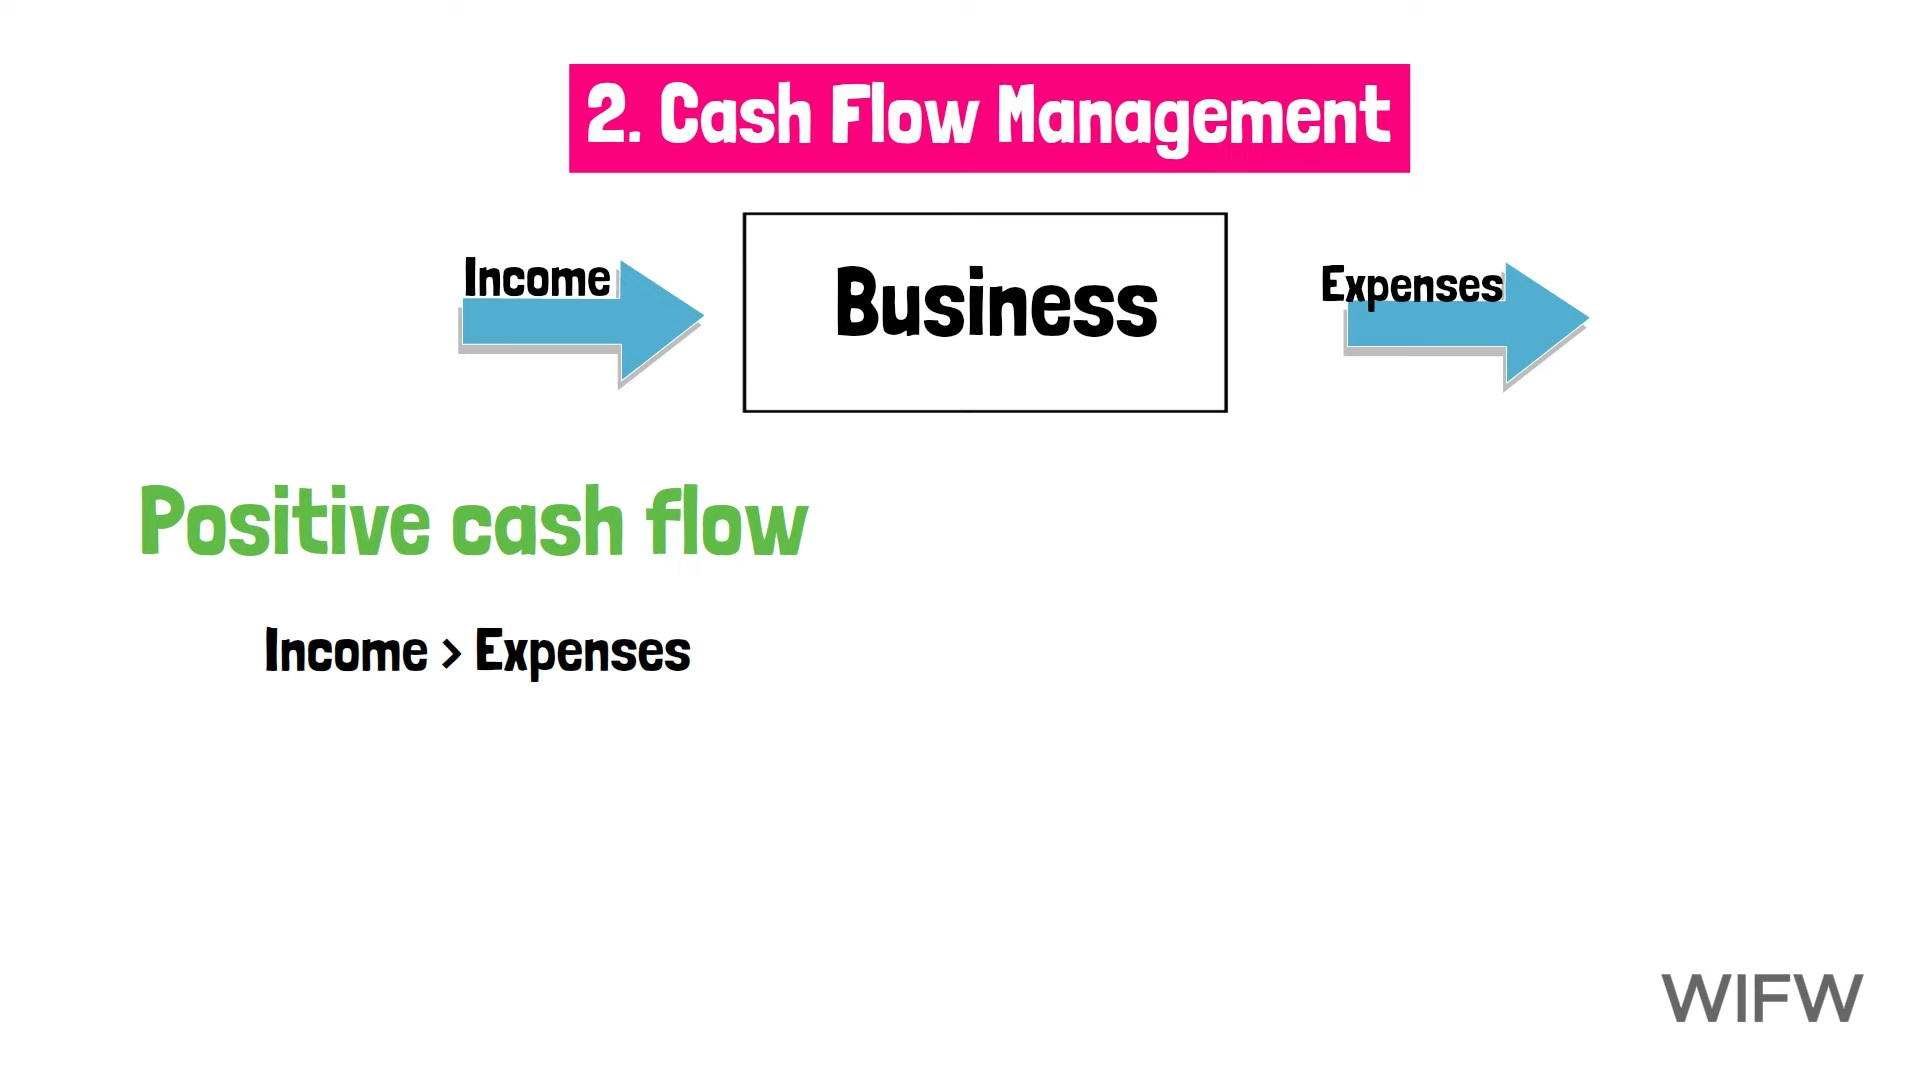 2. Cash Flow Management
Income
Business
Expenses
Positive cash flow
Income > Expenses
WIFW